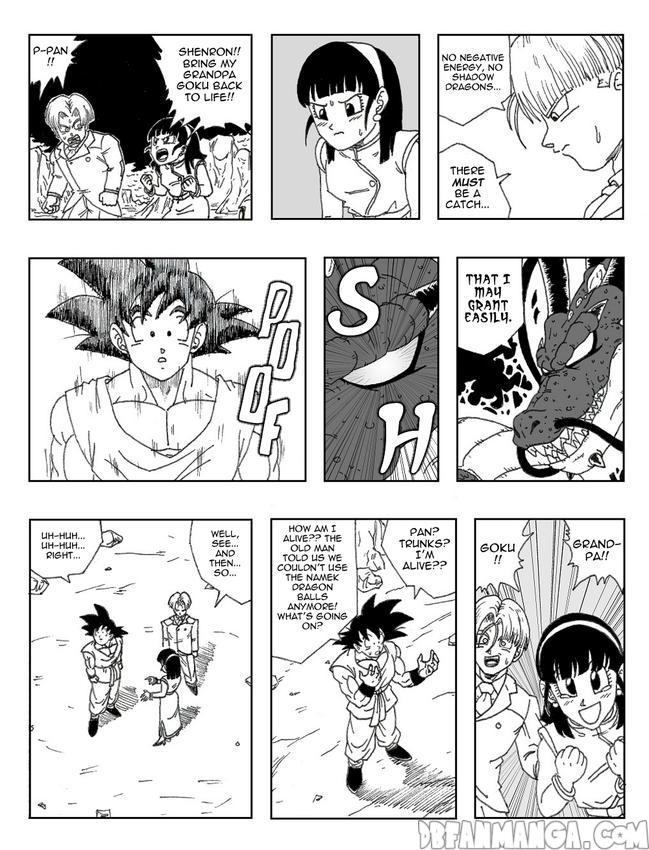 NO NEGATIVE
ENERGY, NO
SHADOW
DRAGONS...
THERE
MUST
BE A
CATCH...
SHENRON!!
BRING MY
GRANDPA
GOKU BACK
TO LIFE!!
P-PAN
!!
THAT I
MAY
GRANT
EASILY.
S
H
POOF
GRAND-
PA!!
GOKU
!!
PAN?
TRUNKS?
I'M
ALIVE??
HOW AM I
ALIVE?? THE
OLD MAN
TOLD US WE
COULDN'T USE
THE NAMEK
DRAGON
BALLS
ANYMORE!
WHAT'S GOING
ON?
WELL,
SEE...
AND
THEN...
SO...
UH-HUH...
UH-HUH...
RIGHT...
DBFANMANGA.COM